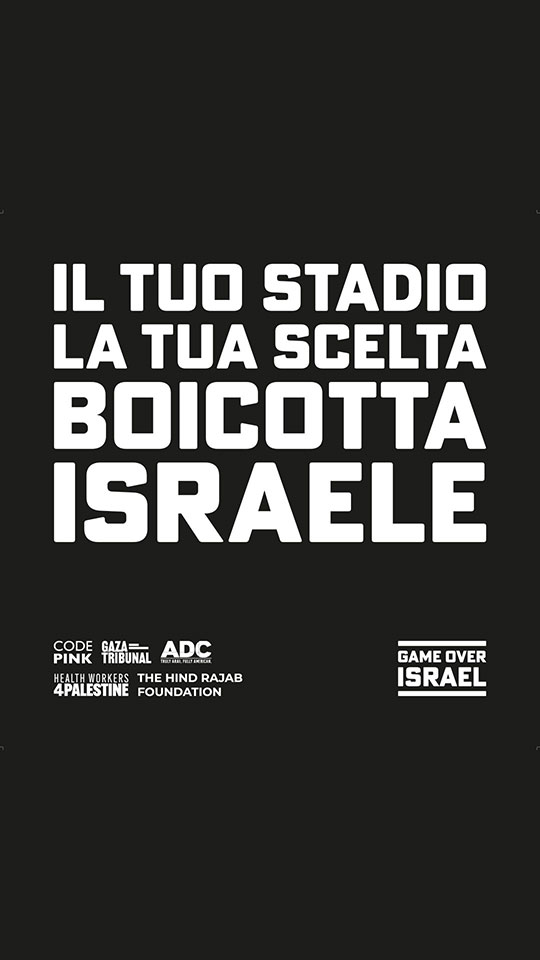 IL TUO STADIO
LA TUA SCELTA
BOICOTTA
ISRAELE
CODE
PINK
GAZA
TRIBUNAL
ADC
TRULY ARAB. FULLY AMERICAN.
HEALTH WORKERS
4PALESTINE
THE HIND RAJAB
FOUNDATION
GAME OVER
ISRAEL